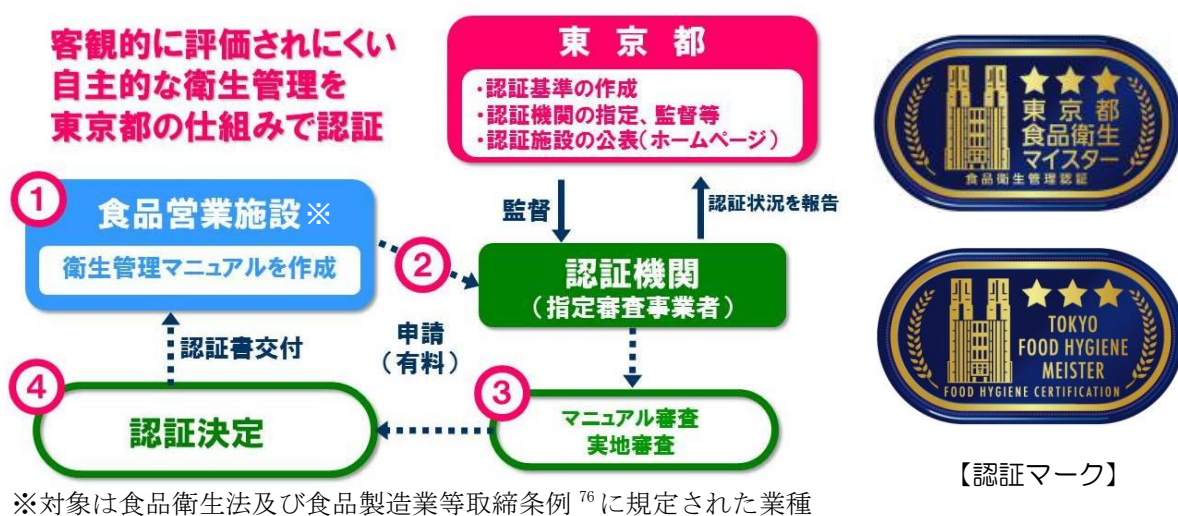 客観的に評価されにくい
自主的な衛生管理を
東京都の仕組みで認証
東京都
・認証基準の作成
・認証機関の指定、監督等
・認証施設の公表(ホームページ)
★★★
東京都
食品衛生
マイスター
食品衛生管理認証
①
食品営業施設※
衛生管理マニュアルを作成
監督
認証状況を報告
②
認証機関
(指定審査事業者)
申請
(有料)
認証書交付
③
マニュアル審査
実地審査
④
認証決定
★★★
TOKYO
FOOD HYGIENE
MEISTER
FOOD HYGIENE CERTIFICATION
【認証マーク】
※対象は食品衛生法及び食品製造業等取締条例76に規定された業種